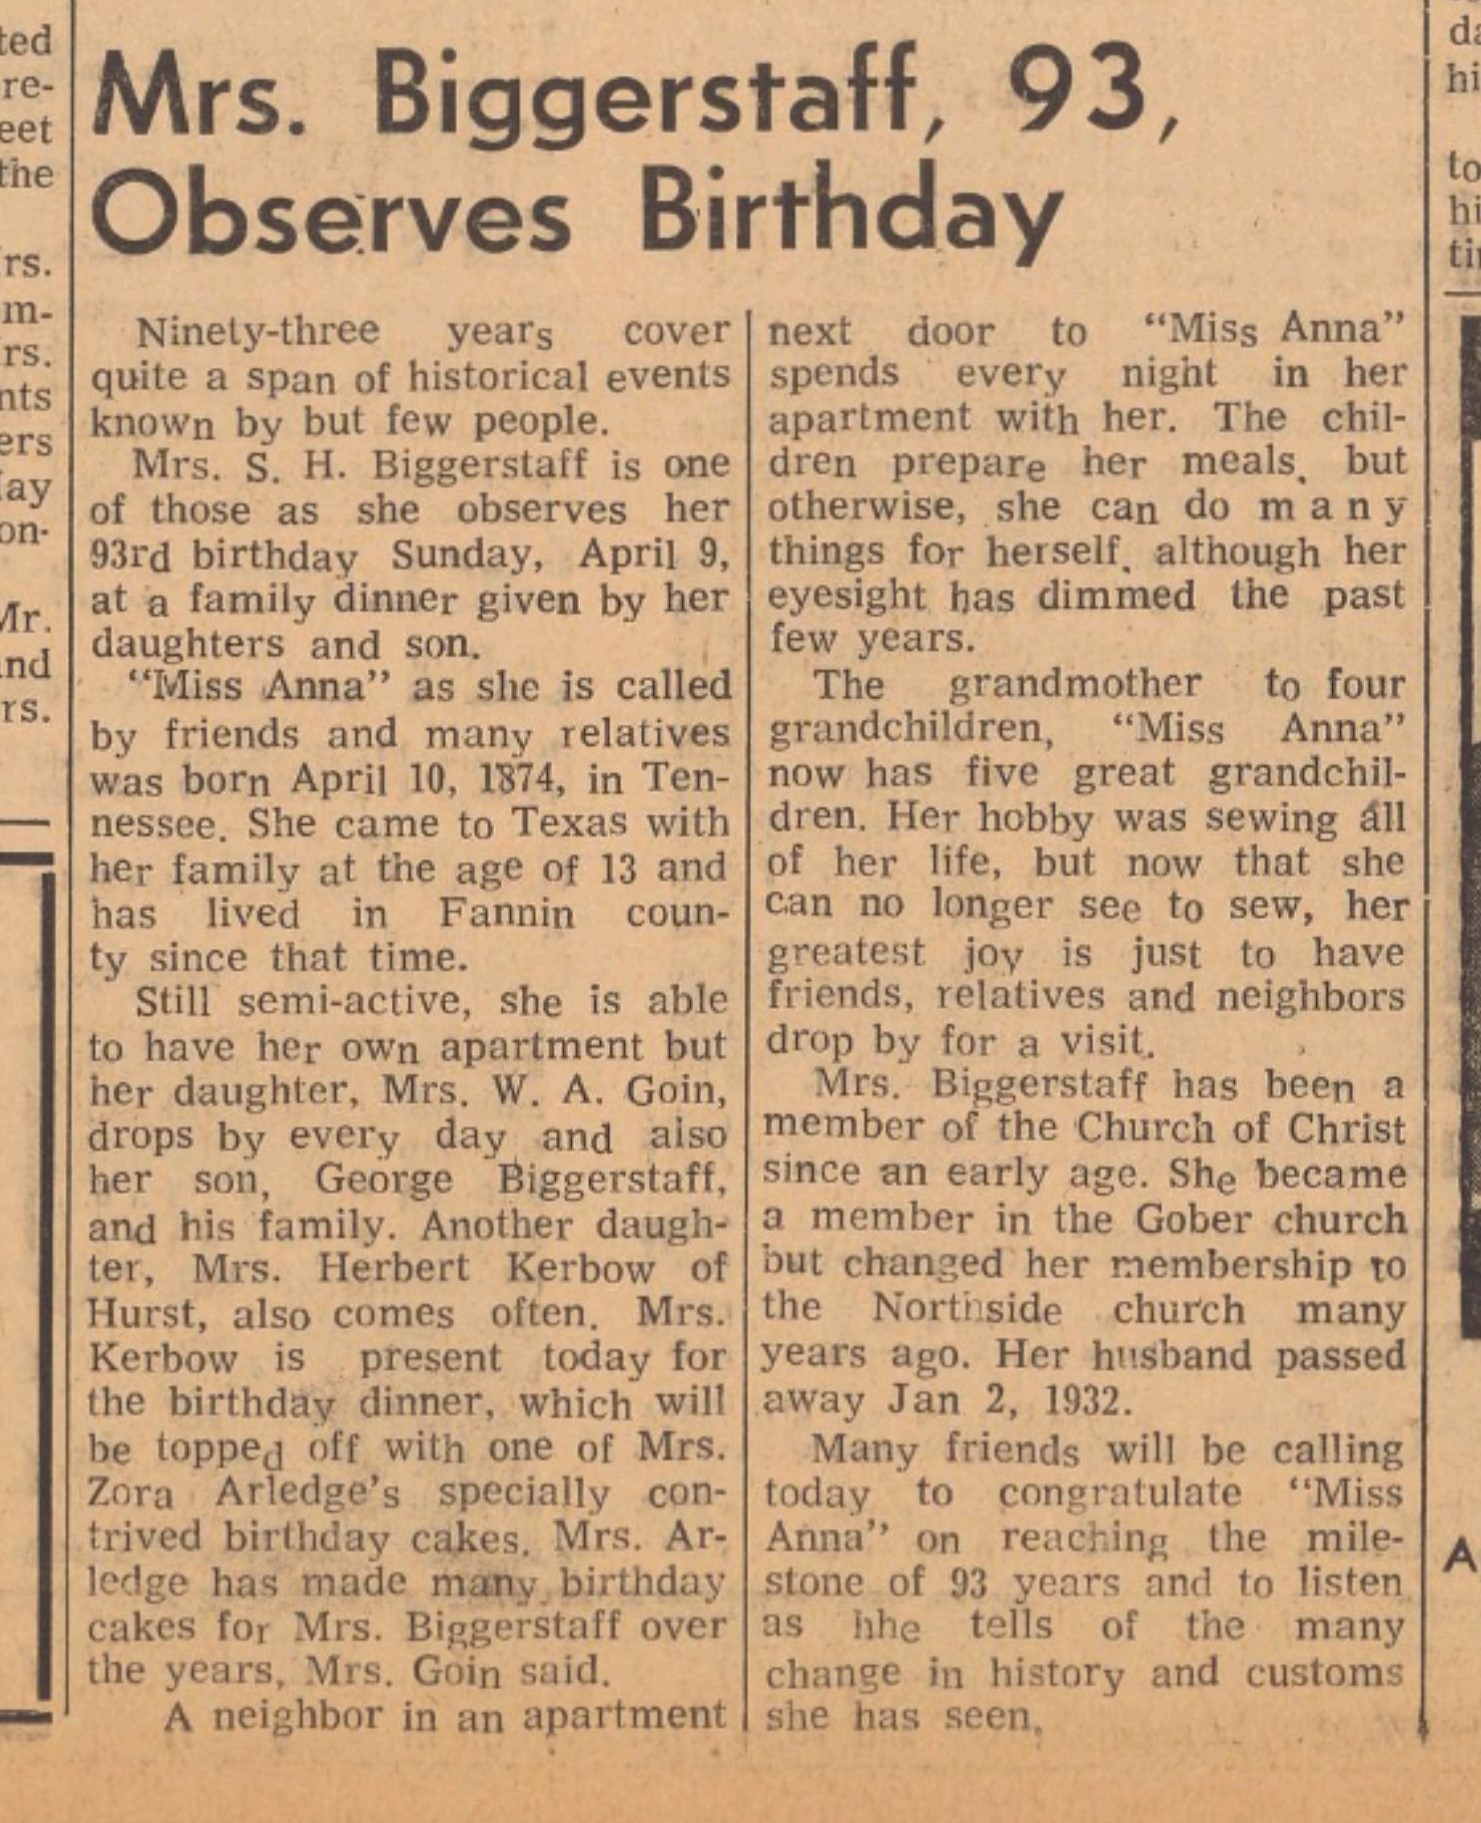 Mrs. Biggerstaff, 93,
Observes Birthday
Ninety-three years cover
quite a span of historical events
known by but few people.
Mrs. S. H. Biggerstaff is one
of those as she observes her
93rd birthday Sunday, April 9,
at a family dinner given by her
daughters and son.
“Miss Anna” as she is called
by friends and many relatives
was born April 10, 1874, in Ten-
nessee. She came to Texas with
her family at the age of 13 and
has lived in Fannin coun-
ty since that time.
Still semi-active, she is able
to have her own apartment but
her daughter, Mrs. W. A. Goin,
drops by every day and aiso
her son, George Biggerstaff,
and his family. Another daugh-
ter, Mrs. Herbert Kerbow of
Hurst, also comes often. Mrs.
Kerbow is present today for
the birthday dinner, which will
be topped off with one of Mrs.
Zora Arledge’s specially con-
trived birthday cakes. Mrs. Ar-
ledge has made many birthday
cakes for Mrs. Biggerstaff over
the years, Mrs. Goin said.
A neighbor in an apartment
next door to “Miss Anna”
spends every night in her
apartment with her. The chil-
dren prepare her meals, but
otherwise, she can do many
things for herself, although her
eyesight has dimmed the past
few years.
The grandmother to four
grandchildren, “Miss Anna”
now has five great grandchil-
dren. Her hobby was sewing all
of her life, but now that she
can no longer see to sew, her
greatest joy is just to have
friends, relatives and neighbors
drop by for a visit.
Mrs. Biggerstaff has been a
member of the Church of Christ
since an early age. She became
a member in the Gober church
but changed her membership to
the Northside church many
years ago. Her husband passed
away Jan 2, 1932.
Many friends will be calling
today to congratulate “Miss
Anna” on reaching the mile-
stone of 93 years and to listen
as hhe tells of the many
change in history and customs
she has seen.